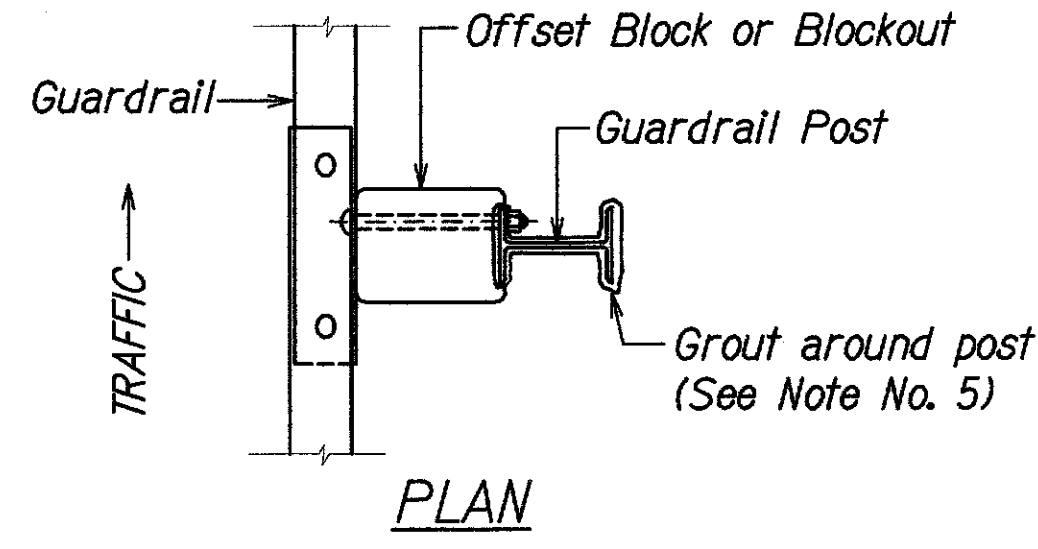 Offset Block or Blockout
Guardrail
Guardrail Post
TRAFFIC
Grout around post
(See Note No. 5)
PLAN